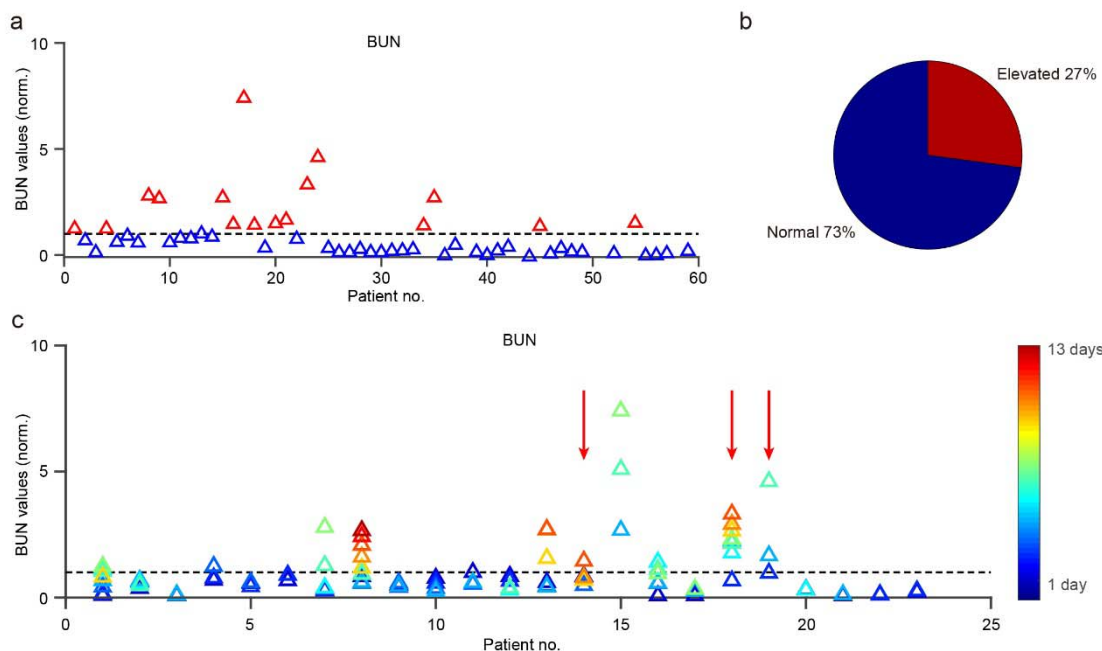 a
BUN
BUN values (norm.)
10
5
0
0 10 20 30 40 50 60
Patient no.
b
Elevated 27%
Normal 73%
c
BUN
BUN values (norm.)
10
5
0
0 5 10 15 20 25
Patient no.
13 days
1 day